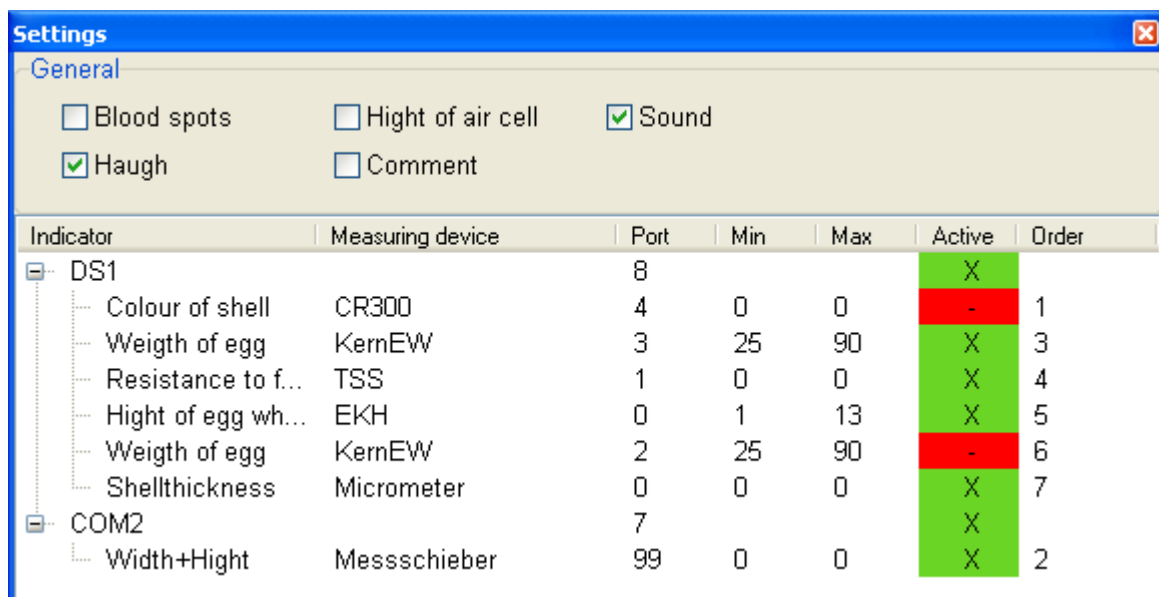 Settings
General
Blood spots Hight of air cell Sound
Haugh Comment
Indicator Measuring device Port Min Max Active Order
DS1 8 X
Colour of shell CR300 4 0 0 - 1
Weigth of egg KernEW 3 25 90 X 3
Resistance to f... TSS 1 0 0 X 4
Hight of egg wh... EKH 0 1 13 X 5
Weigth of egg KernEW 2 25 90 - 6
Shellthickness Micrometer 0 0 0 X 7
COM2 7 X
Width+Hight Messschieber 99 0 0 X 2